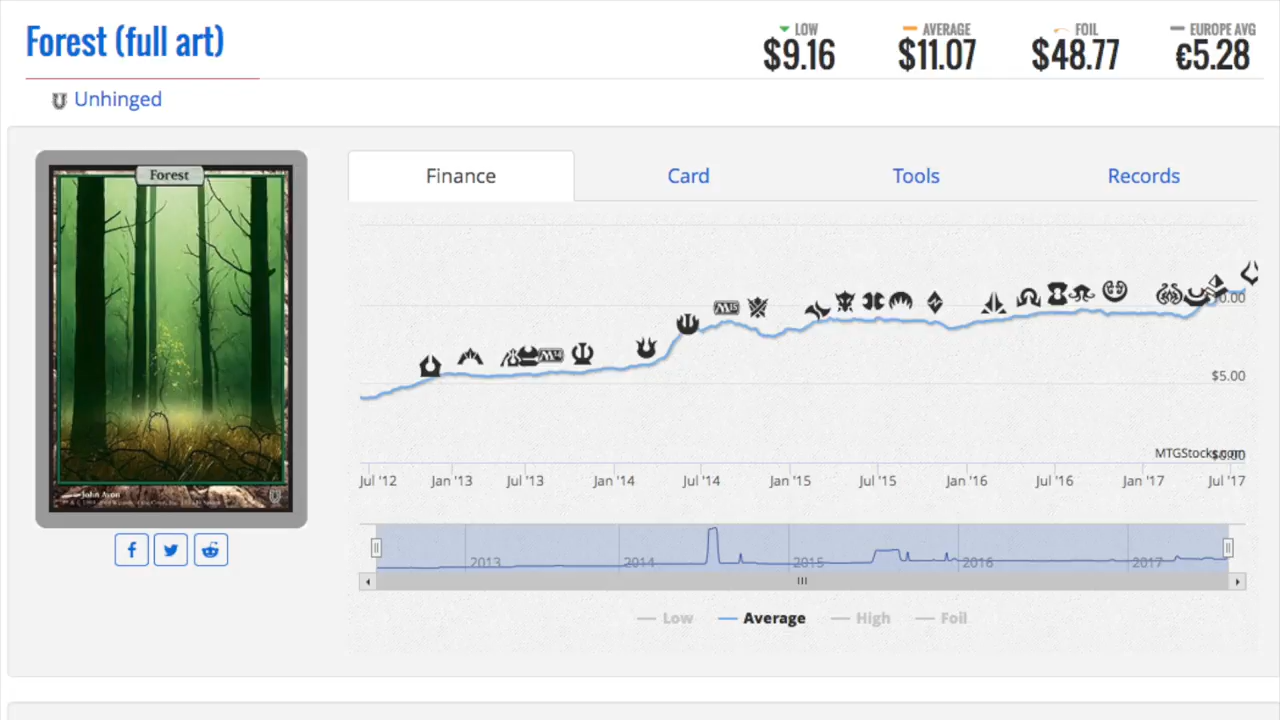 Forest (full art)
LOW
$9.16
AVERAGE
$11.07
FOIL
$48.77
EUROPE AVG
€5.28
Unhinged
Forest
John Avon
Finance
Card
Tools
Records
M15
M14
$5.00
MTGStocks.com
Jul '12
Jan '13
Jul '13
Jan '14
Jul '14
Jan '15
Jul '15
Jan '16
Jul '16
Jan '17
Jul '17
2013
2014
2015
2016
2017
Low
Average
High
Foil